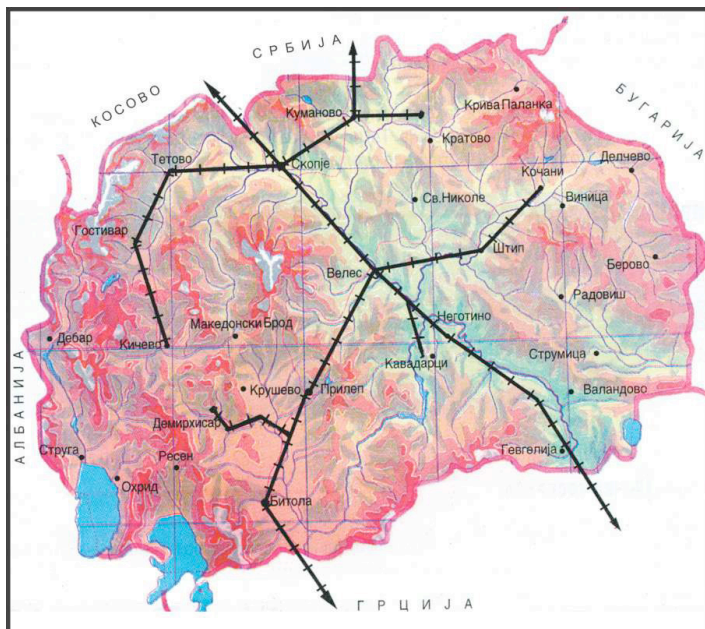 СРБИЈА
КОСОВО
БУГАРИЈА
АЛБАНИЈА
ГРЦИЈА
Куманово
Крива Паланка
Кратово
Тетово
Скопје
Делчево
Кочани
Св.Николе
Виница
Гостивар
Штип
Велес
Берово
Радовиш
Неготино
Македонски Брод
Дебар
Кичево
Кавадарци
Струмица
Крушево
Прилеп
Валандово
Демирхисар
Струга
Ресен
Гевгелија
Охрид
Битола